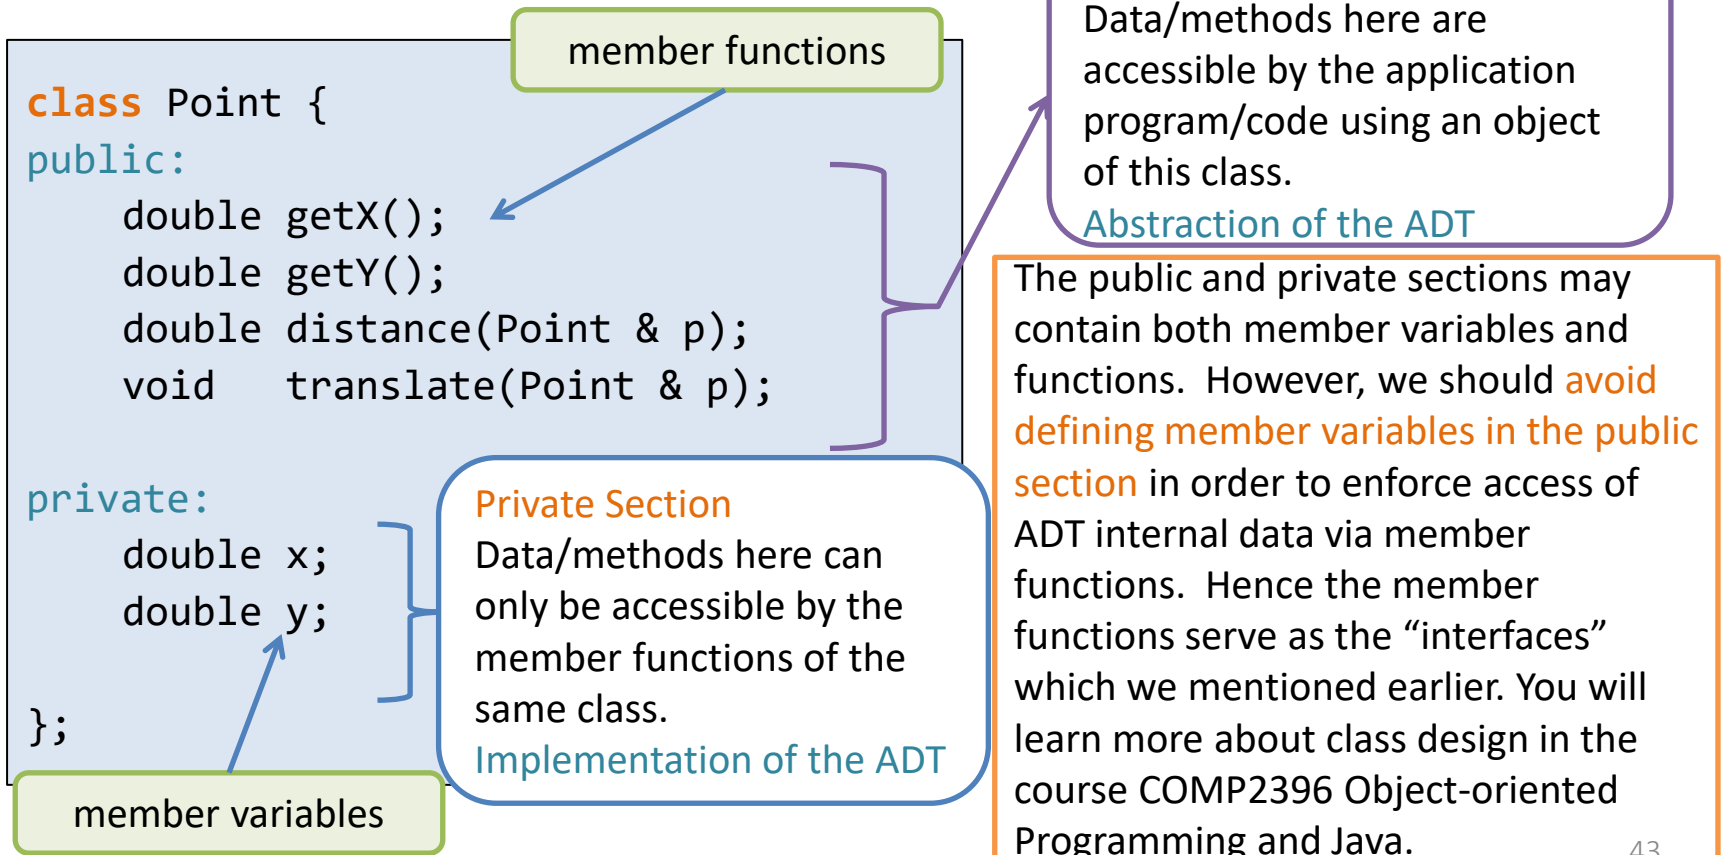 member functions
class Point {
public:
    double getX();
    double getY();
    double distance(Point & p);
    void   translate(Point & p);
private:
    double x;
    double y;
};
member variables
Private Section
Data/methods here can
only be accessible by the
member functions of the
same class.
Implementation of the ADT
Data/methods here are
accessible by the application
program/code using an object
of this class.
Abstraction of the ADT
The public and private sections may
contain both member variables and
functions.  However, we should avoid
defining member variables in the public
section in order to enforce access of
ADT internal data via member
functions.  Hence the member
functions serve as the “interfaces”
which we mentioned earlier. You will
learn more about class design in the
course COMP2396 Object-oriented
Programming and Java.
43